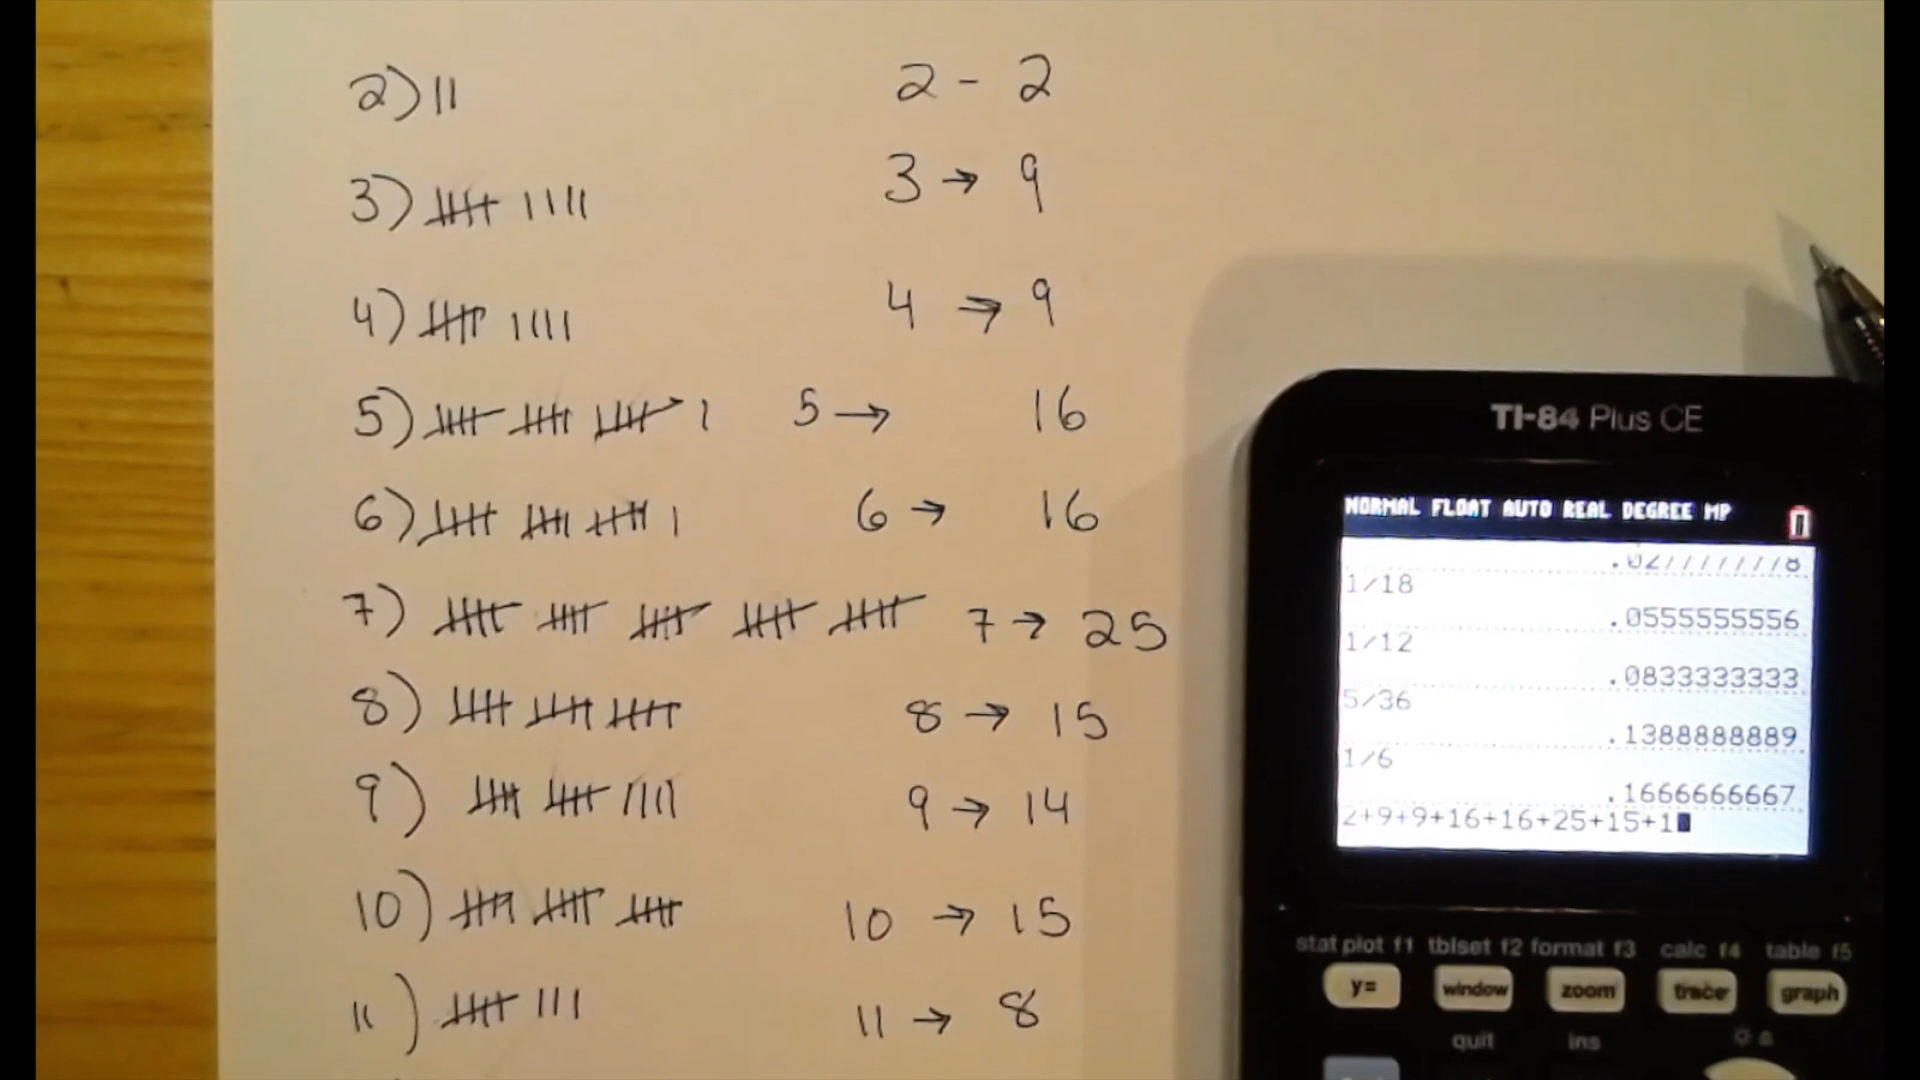 2) || 2 - 2
3) |||| |||| 3 → 9
4) |||| |||| 4 → 9
5) |||| |||| |||| | 5 → 16
6) |||| |||| |||| | 6 → 16
7) |||| |||| |||| |||| |||| 7 → 25
8) |||| |||| |||| 8 → 15
9) |||| |||| |||| 9 → 14
10) |||| |||| |||| 10 → 15
11) |||| ||| 11 → 8
TI-84 Plus CE
NORMAL FLOAT AUTO REAL DEGREE MP
.0277777778
1/18
.0555555556
1/12
.0833333333
5/36
.1388888889
1/6
.1666666667
2+9+9+16+16+25+15+1
stat plot f1 tblset f2 format f3 calc f4 table f5
y= window zoom trace graph
quit ins